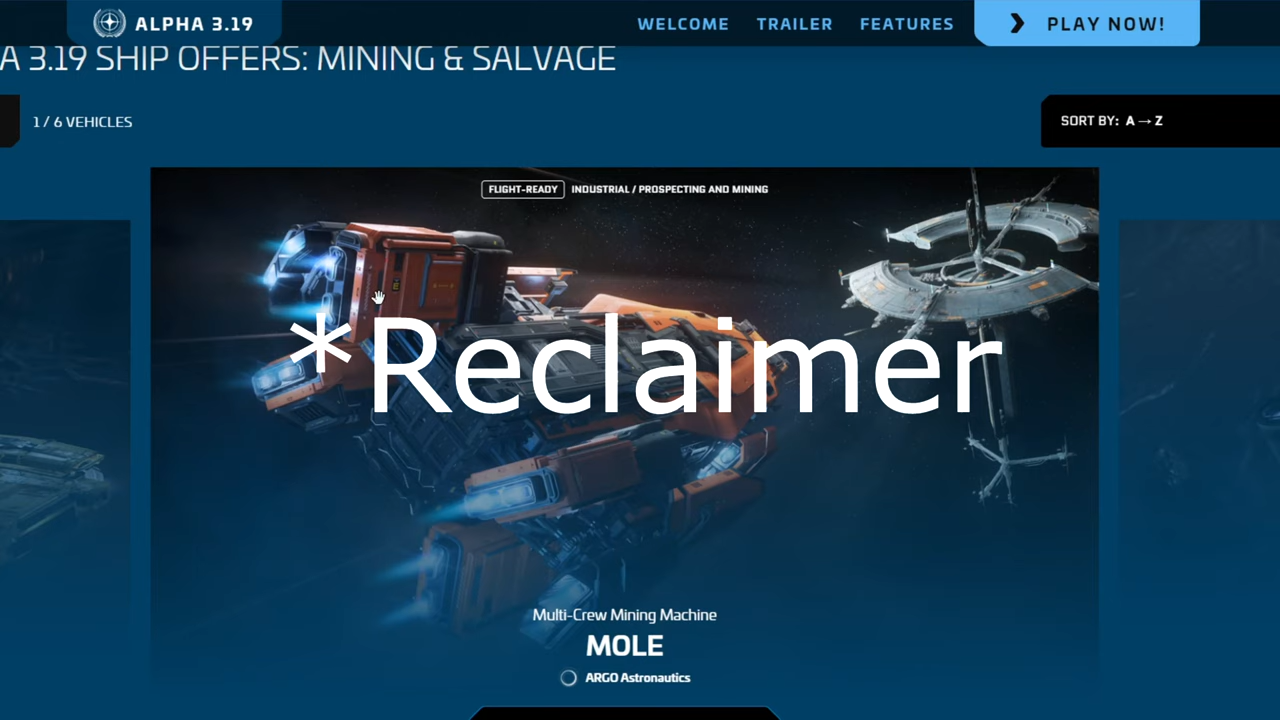 ALPHA 3.19
WELCOME TRAILER FEATURES PLAY NOW!
A 3.19 SHIP OFFERS: MINING & SALVAGE
1 / 6 VEHICLES
SORT BY: A → Z
FLIGHT-READY INDUSTRIAL / PROSPECTING AND MINING
*Reclaimer
Multi-Crew Mining Machine
MOLE
ARGO Astronautics